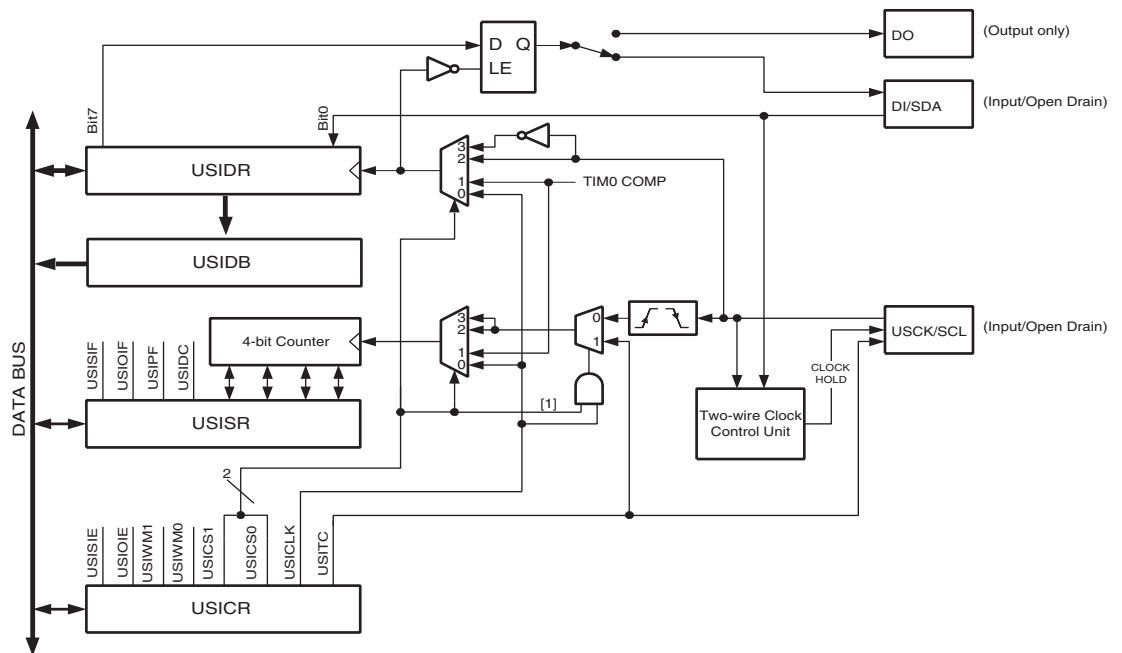 D Q
LE
DO
(Output only)
DI/SDA
(Input/Open Drain)
Bit7
Bit0
3
2
1
0
TIM0 COMP
USIDR
USIDB
3
2
1
0
0
1
4-bit Counter
USCK/SCL
(Input/Open Drain)
CLOCK
HOLD
USISIF
USIOIF
USIPF
USIDC
[1]
Two-wire Clock
Control Unit
USISR
DATA BUS
2
USISIE
USIOIE
USIWM1
USIWM0
USICS1
USICS0
USICLK
USITC
USICR